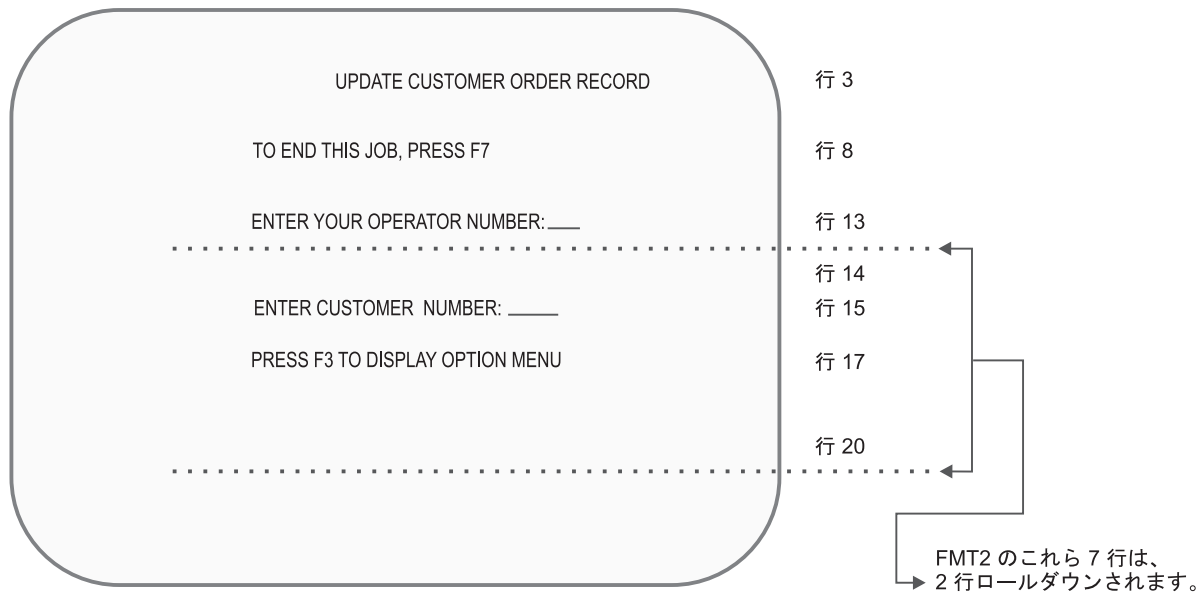 UPDATE CUSTOMER ORDER RECORD 行 3
TO END THIS JOB, PRESS F7 行 8
ENTER YOUR OPERATOR NUMBER:___ 行 13
行 14
ENTER CUSTOMER NUMBER: _____ 行 15
PRESS F3 TO DISPLAY OPTION MENU 行 17
行 20
FMT2 のこれら 7 行は、
2 行ロールダウンされます。